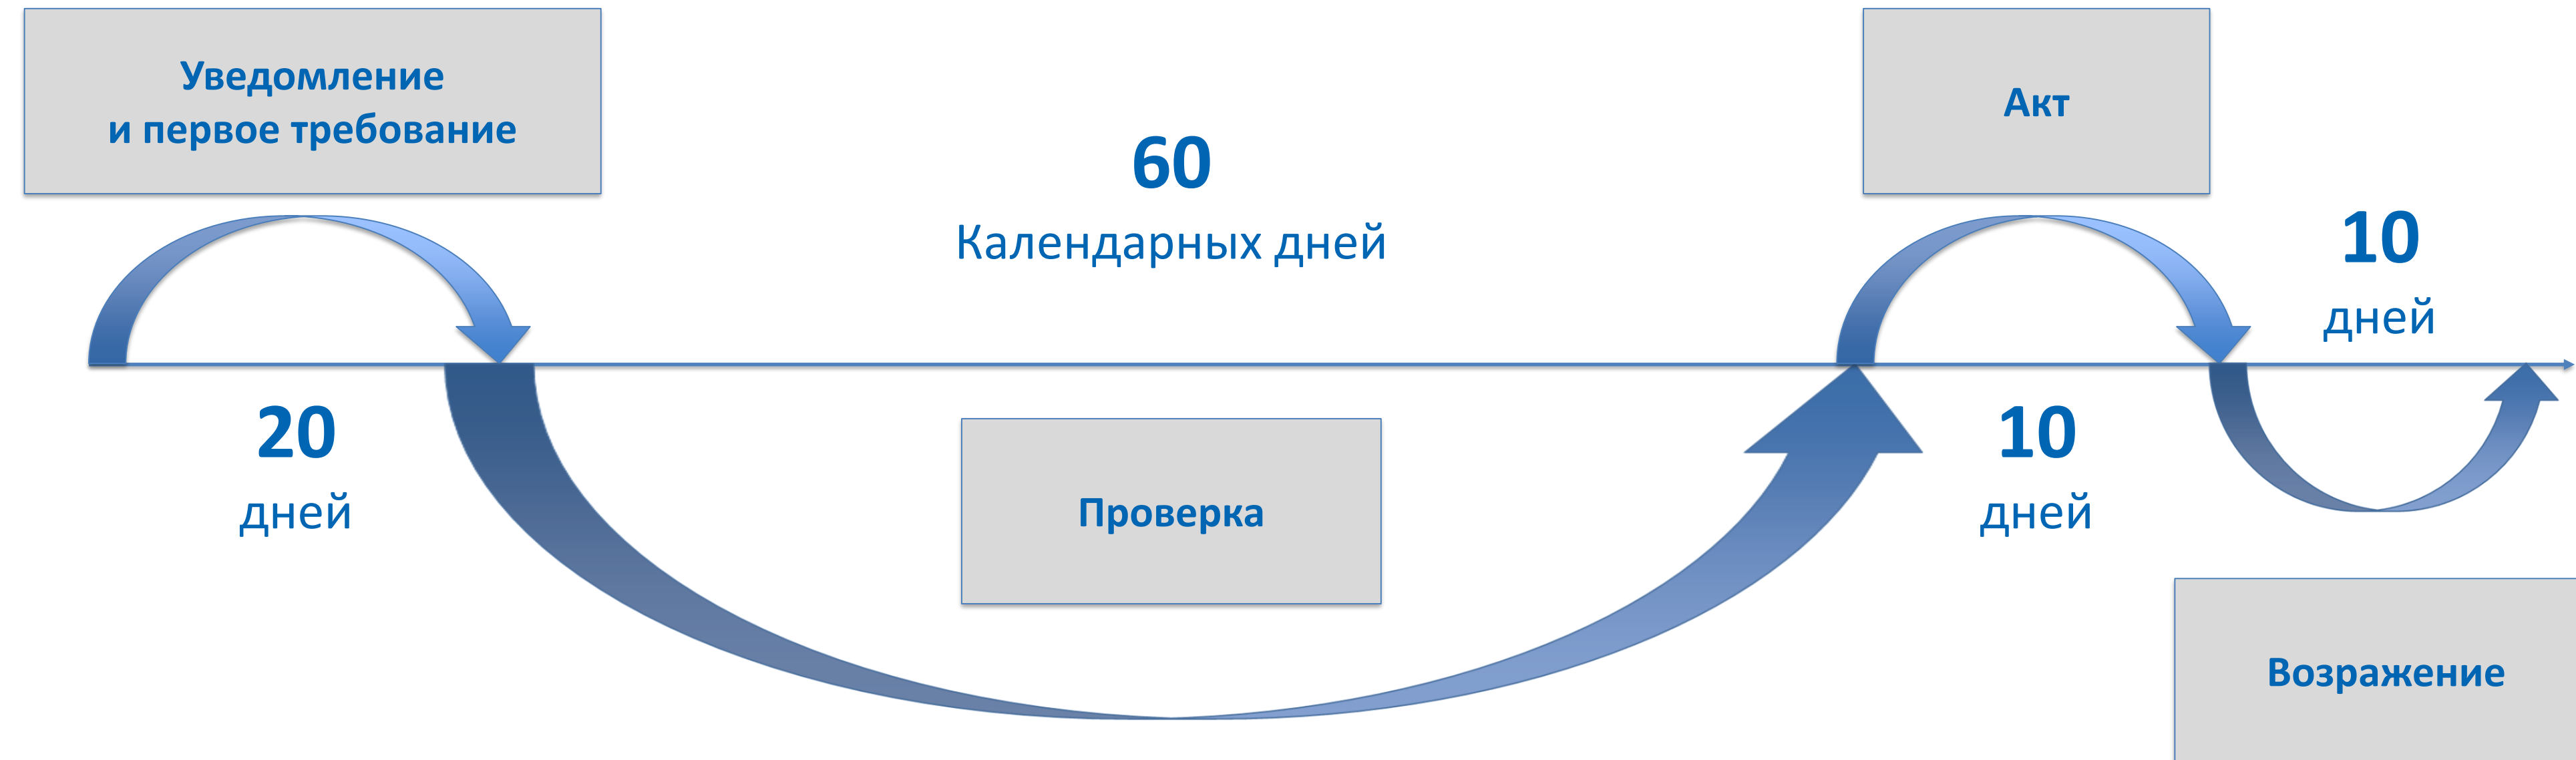 Уведомление
и первое требование
20
дней
60
Календарных дней
Проверка
Акт
10
дней
10
дней
Возражение